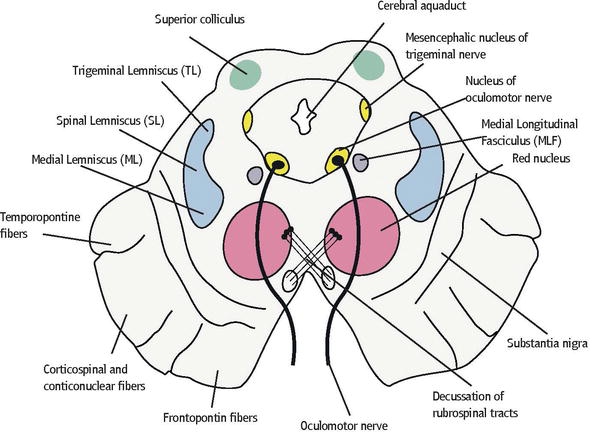 Cerebral aquaduct
Superior colliculus
Mesencephalic nucleus of
trigeminal nerve
Trigeminal Lemniscus (TL)
Nucleus of
oculomotor nerve
Spinal Lemniscus (SL)
Medial Longitudinal
Fasciculus (MLF)
Medial Lemniscus (ML)
Red nucleus
Temporopontine
fibers
Substantia nigra
Corticospinal and
conticonuclear fibers
Decussation of
rubrospinal tracts
Frontopontin fibers
Oculomotor nerve